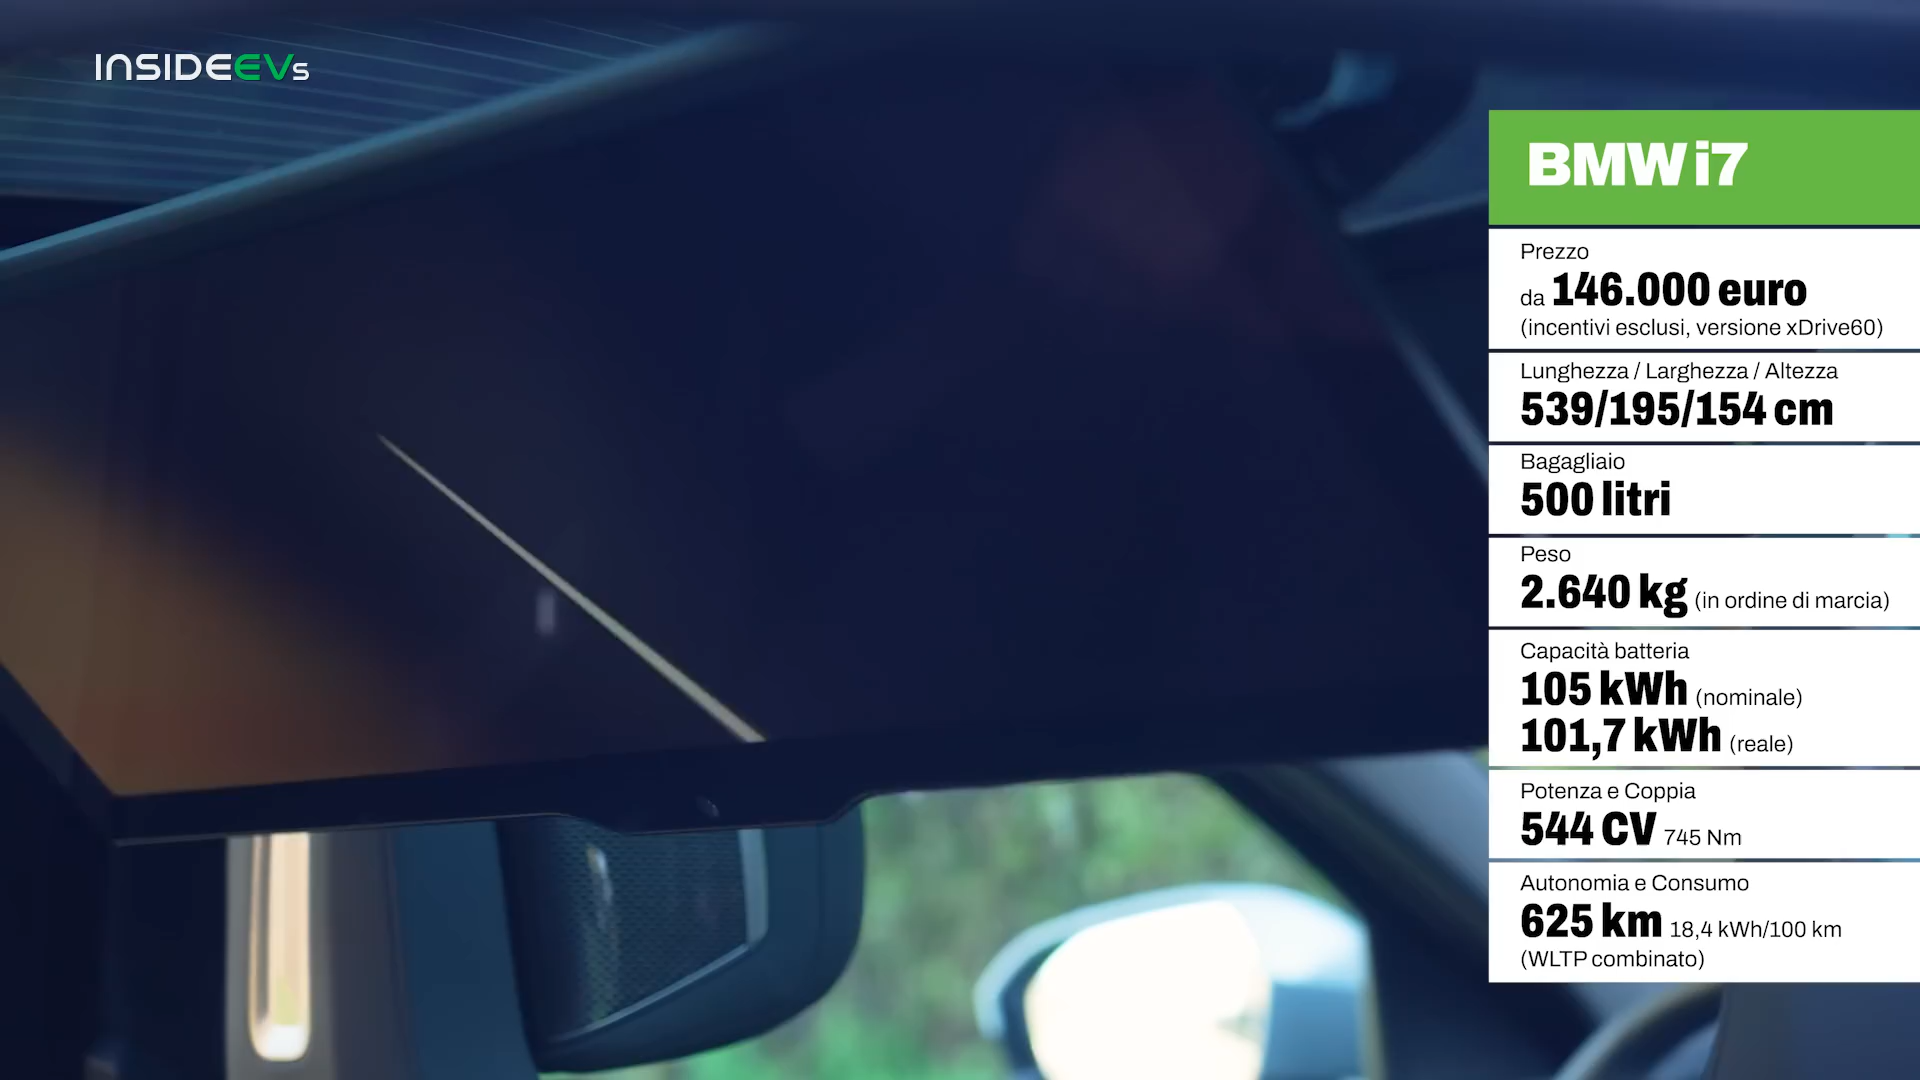 INSIDEEVs
BMW i7
Prezzo
da 146.000 euro
(incentivi esclusi, versione xDrive60)
Lunghezza / Larghezza / Altezza
539/195/154 cm
Bagagliaio
500 litri
Peso
2.640 kg (in ordine di marcia)
Capacità batteria
105 kWh (nominale)
101,7 kWh (reale)
Potenza e Coppia
544 CV 745 Nm
Autonomia e Consumo
625 km 18,4 kWh/100 km
(WLTP combinato)